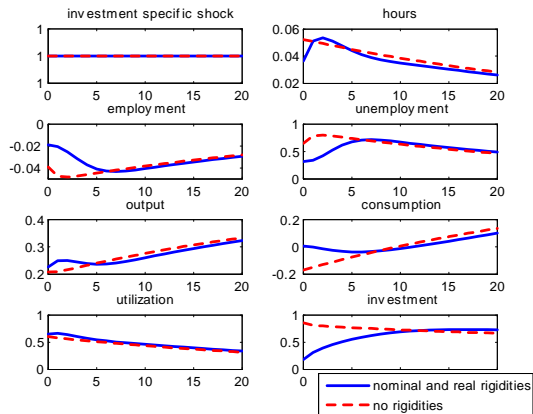 investment specific shock
hours
1
1
1
0 5 10 15 20
0.06
0.04
0.02
0 5 10 15 20
employment
unemployment
0
-0.02
-0.04
0 5 10 15 20
1
0.5
0
0 5 10 15 20
output
consumption
0.4
0.3
0.2
0 5 10 15 20
0.2
0
-0.2
0 5 10 15 20
utilization
investment
1
0.5
0
0 5 10 15 20
1
0.5
0
0 5 10 15 20
nominal and real rigidities
no rigidities